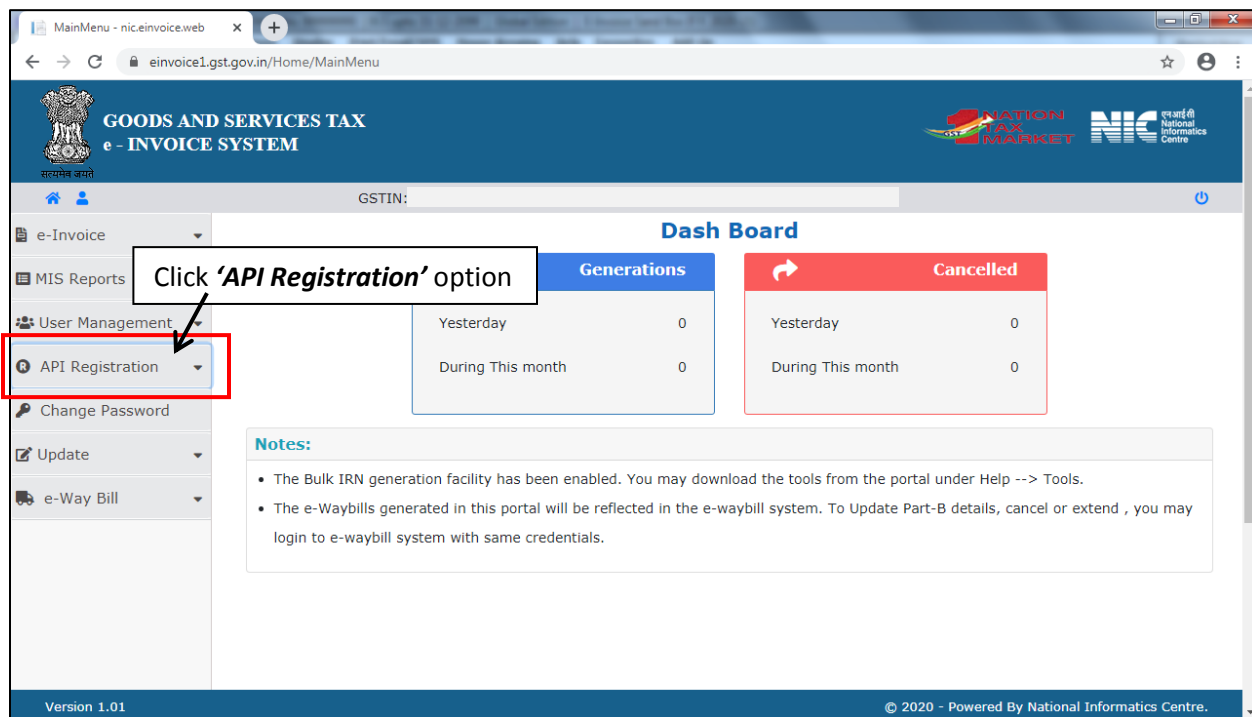 MainMenu - nic.einvoice.web
einvoice1.gst.gov.in/Home/MainMenu
GOODS AND SERVICES TAX
e - INVOICE SYSTEM
सत्यमेव जयते
NATION
TAX
MARKET
GST
NIC
एनआईसी
National
Informatics
Centre
GSTIN:
e-Invoice
MIS Reports
User Management
API Registration
Change Password
Update
e-Way Bill
Click ‘API Registration’ option
Dash Board
Generations
Yesterday 0
During This month 0
Cancelled
Yesterday 0
During This month 0
Notes:
• The Bulk IRN generation facility has been enabled. You may download the tools from the portal under Help --> Tools.
• The e-Waybills generated in this portal will be reflected in the e-waybill system. To Update Part-B details, cancel or extend , you may
login to e-waybill system with same credentials.
Version 1.01
© 2020 - Powered By National Informatics Centre.